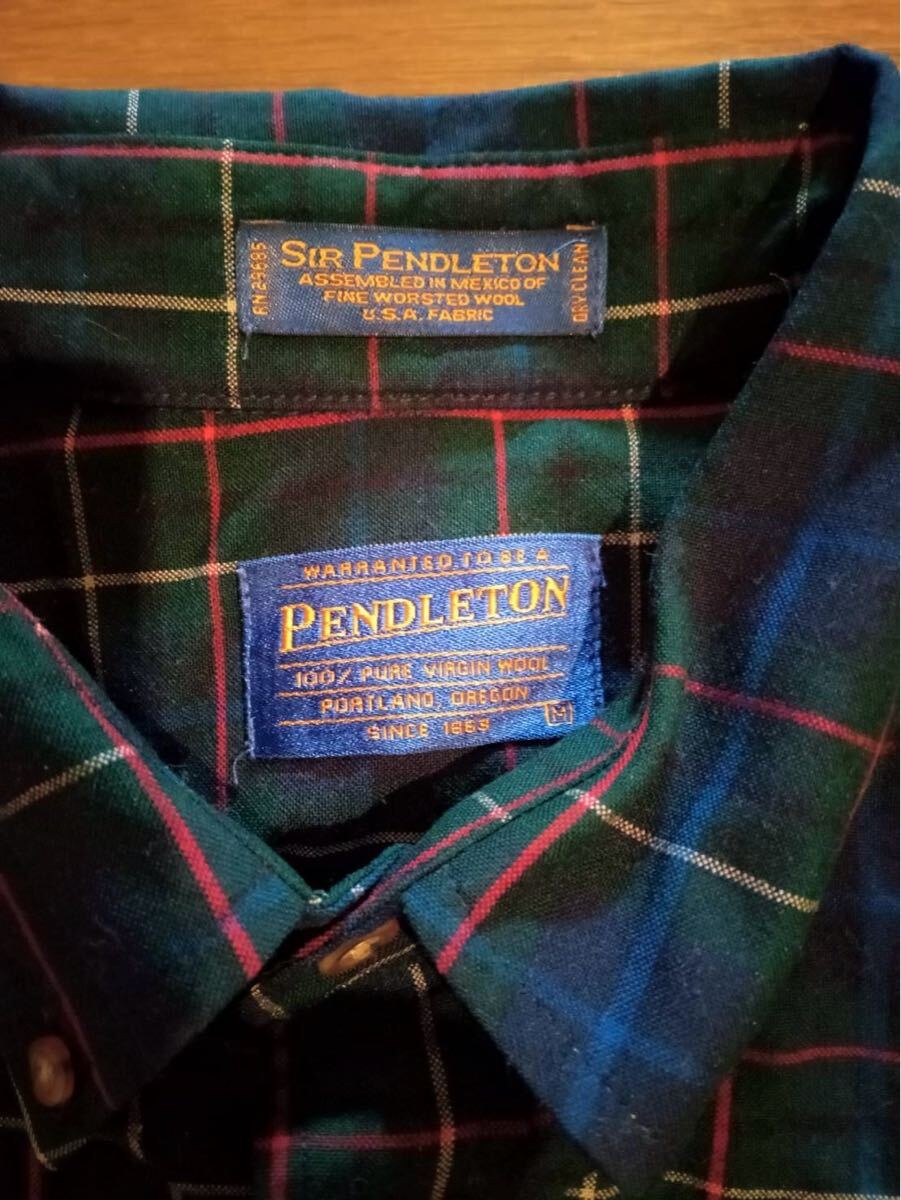 SIR PENDLETON
ASSEMBLED IN MEXICO OF
FINE WORSTED WOOL
U.S.A. FABRIC
RN 29685
DRY CLEAN
WARRANTED TO BE A
PENDLETON
100% PURE VIRGIN WOOL
PORTLAND, OREGON
SINCE 1863
M